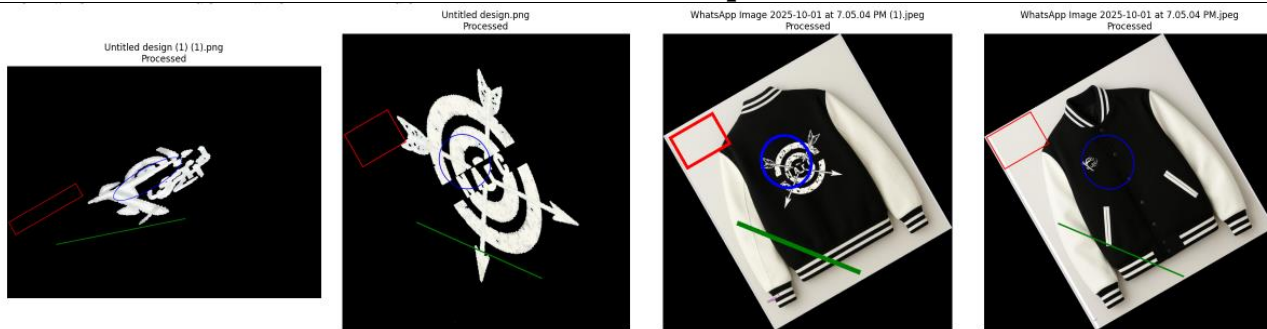 Untitled design (1) (1).png
Processed
Untitled design.png
Processed
WhatsApp Image 2025-10-01 at 7.05.04 PM (1).jpeg
Processed
WhatsApp Image 2025-10-01 at 7.05.04 PM.jpeg
Processed